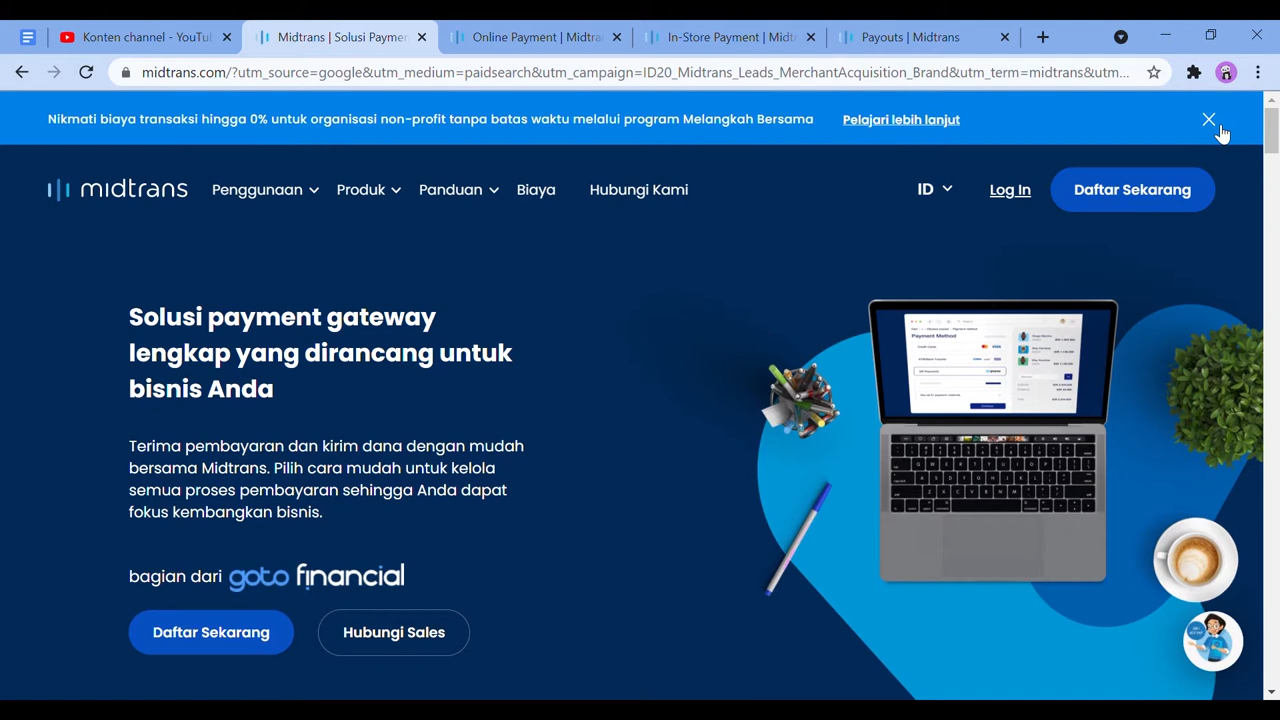 Konten channel - YouTu
Midtrans | Solusi Paymen
Online Payment | Midtra
In-Store Payment | Midt
Payouts | Midtrans
midtrans.com/?utm_source=google&utm_medium=paidsearch&utm_campaign=ID20_Midtrans_Leads_MerchantAcquisition_Brand&utm_term=midtrans&utm...
Nikmati biaya transaksi hingga 0% untuk organisasi non-profit tanpa batas waktu melalui program Melangkah Bersama Pelajari lebih lanjut
midtrans Penggunaan Produk Panduan Biaya Hubungi Kami ID Log In Daftar Sekarang
Solusi payment gateway
lengkap yang dirancang untuk
bisnis Anda
Payment Method
Terima pembayaran dan kirim dana dengan mudah
bersama Midtrans. Pilih cara mudah untuk kelola
semua proses pembayaran sehingga Anda dapat
fokus kembangkan bisnis.
bagian dari goto financial
Daftar Sekarang Hubungi Sales